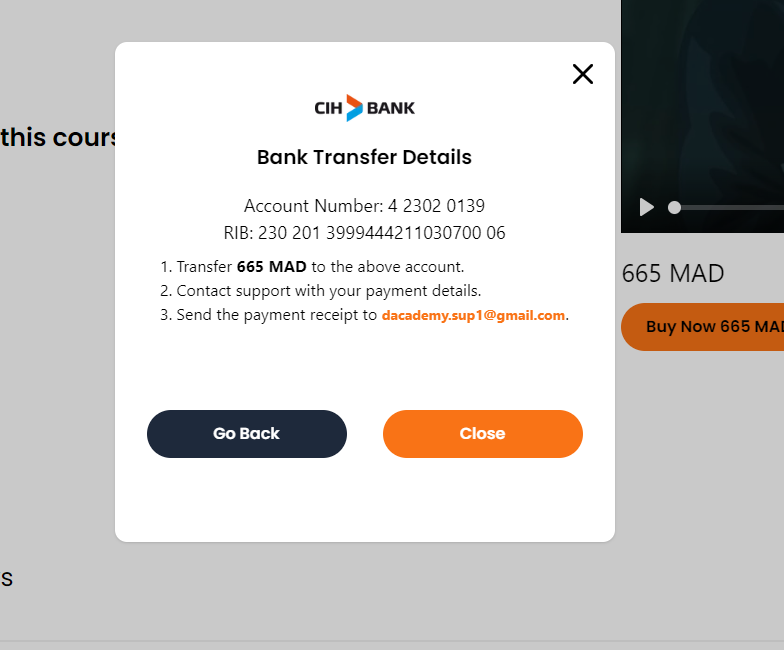 this cours
CIH BANK
Bank Transfer Details
Account Number: 4 2302 0139
RIB: 230 201 3999444211030700 06
1. Transfer 665 MAD to the above account.
2. Contact support with your payment details.
3. Send the payment receipt to dacademy.sup1@gmail.com.
Go Back
Close
665 MAD
Buy Now 665 MAD
s